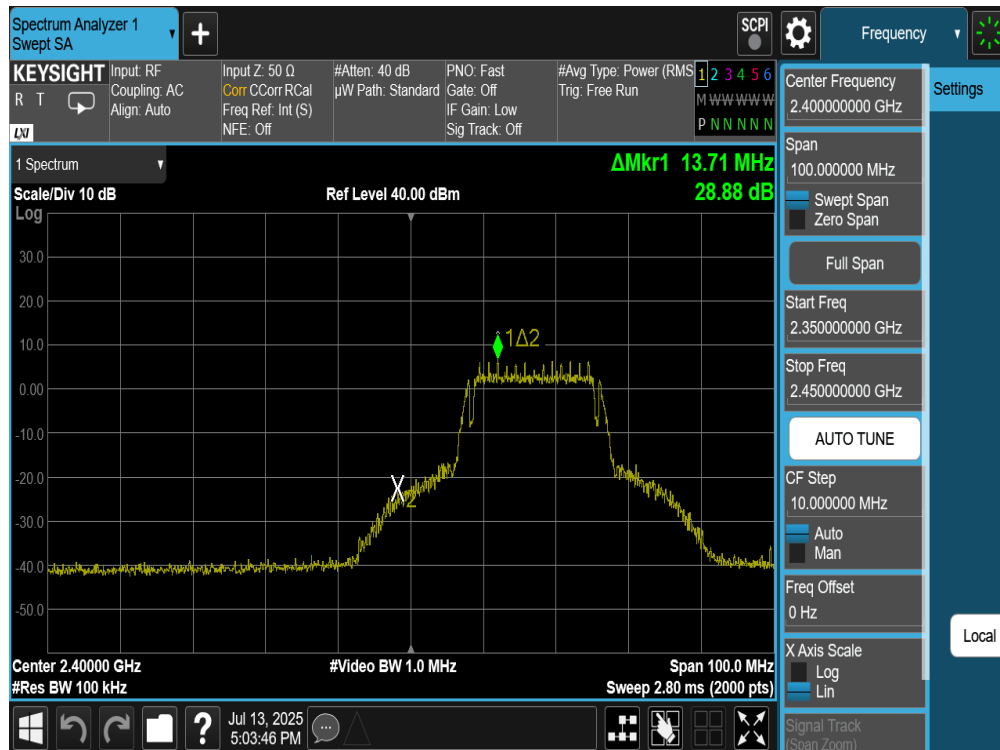 Spectrum Analyzer 1
Swept SA
+
SCPI
Frequency
KEYSIGHT
R T
LXI
Input: RF
Coupling: AC
Align: Auto
Input Z: 50 Ω
Corr CCorr RCal
Freq Ref: Int (S)
NFE: Off
#Atten: 40 dB
µW Path: Standard
PNO: Fast
Gate: Off
IF Gain: Low
Sig Track: Off
#Avg Type: Power (RMS
Trig: Free Run
1 2 3 4 5 6
M W W W W W
P N N N N N
1 Spectrum
ΔMkr1 13.71 MHz
28.88 dB
Scale/Div 10 dB
Ref Level 40.00 dBm
Log
30.0
20.0
10.0
0.00
-10.0
-20.0
-30.0
-40.0
-50.0
1Δ2
X
2
Center 2.40000 GHz
#Video BW 1.0 MHz
Span 100.0 MHz
#Res BW 100 kHz
Sweep 2.80 ms (2000 pts)
?
Jul 13, 2025
5:03:46 PM
Center Frequency
2.400000000 GHz
Span
100.000000 MHz
Swept Span
Zero Span
Full Span
Start Freq
2.350000000 GHz
Stop Freq
2.450000000 GHz
AUTO TUNE
CF Step
10.000000 MHz
Auto
Man
Freq Offset
0 Hz
X Axis Scale
Log
Lin
Signal Track
(Span Zoom)
Settings
Local